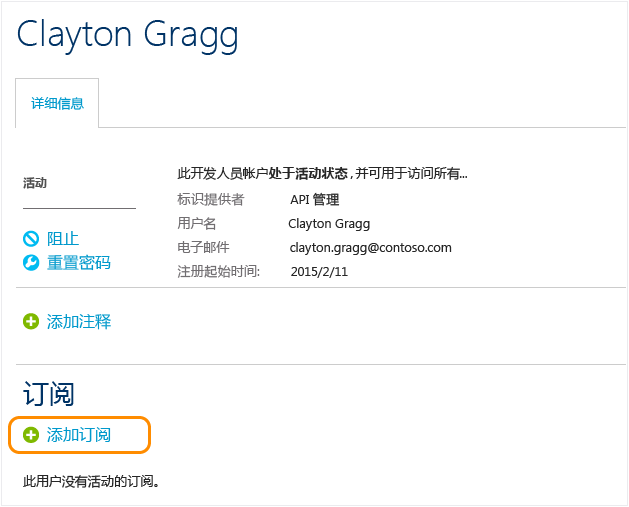 Clayton Gragg
详细信息
此开发人员帐户处于活动状态,并可用于访问所有...
活动
标识提供者 API 管理
用户名 Clayton Gragg
阻止
电子邮件 clayton.gragg@contoso.com
重置密码
注册起始时间: 2015/2/11
添加注释
订阅
添加订阅
此用户没有活动的订阅。